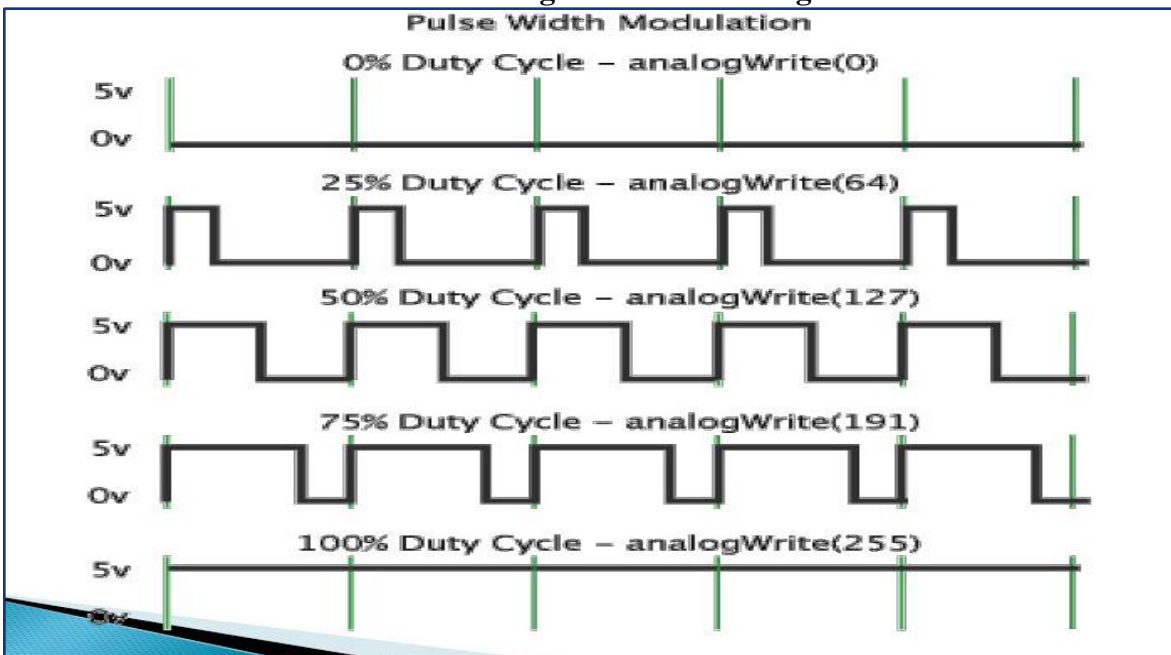 Pulse Width Modulation
0% Duty Cycle – analogWrite(0)
5v
0v
25% Duty Cycle – analogWrite(64)
5v
0v
50% Duty Cycle – analogWrite(127)
5v
0v
75% Duty Cycle – analogWrite(191)
5v
0v
100% Duty Cycle – analogWrite(255)
5v
0v